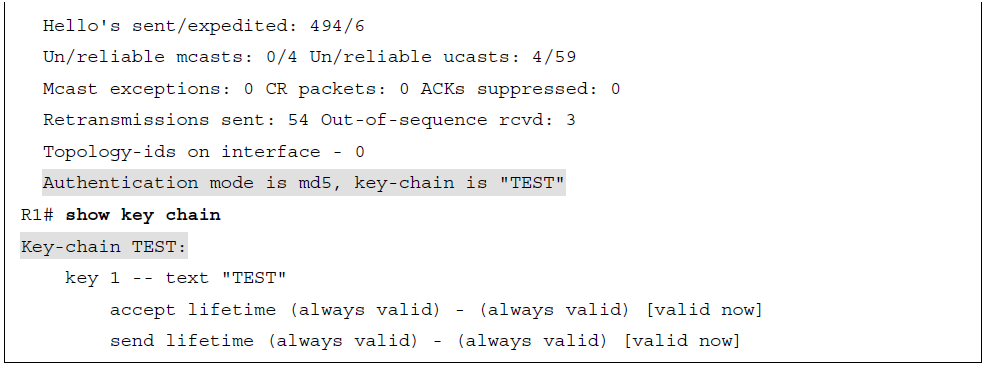 Hello's sent/expedited: 494/6
Un/reliable mcasts: 0/4 Un/reliable ucasts: 4/59
Mcast exceptions: 0 CR packets: 0 ACKs suppressed: 0
Retransmissions sent: 54 Out-of-sequence rcvd: 3
Topology-ids on interface - 0
Authentication mode is md5, key-chain is "TEST"
R1# show key chain
Key-chain TEST:
key 1 -- text "TEST"
accept lifetime (always valid) - (always valid) [valid now]
send lifetime (always valid) - (always valid) [valid now]